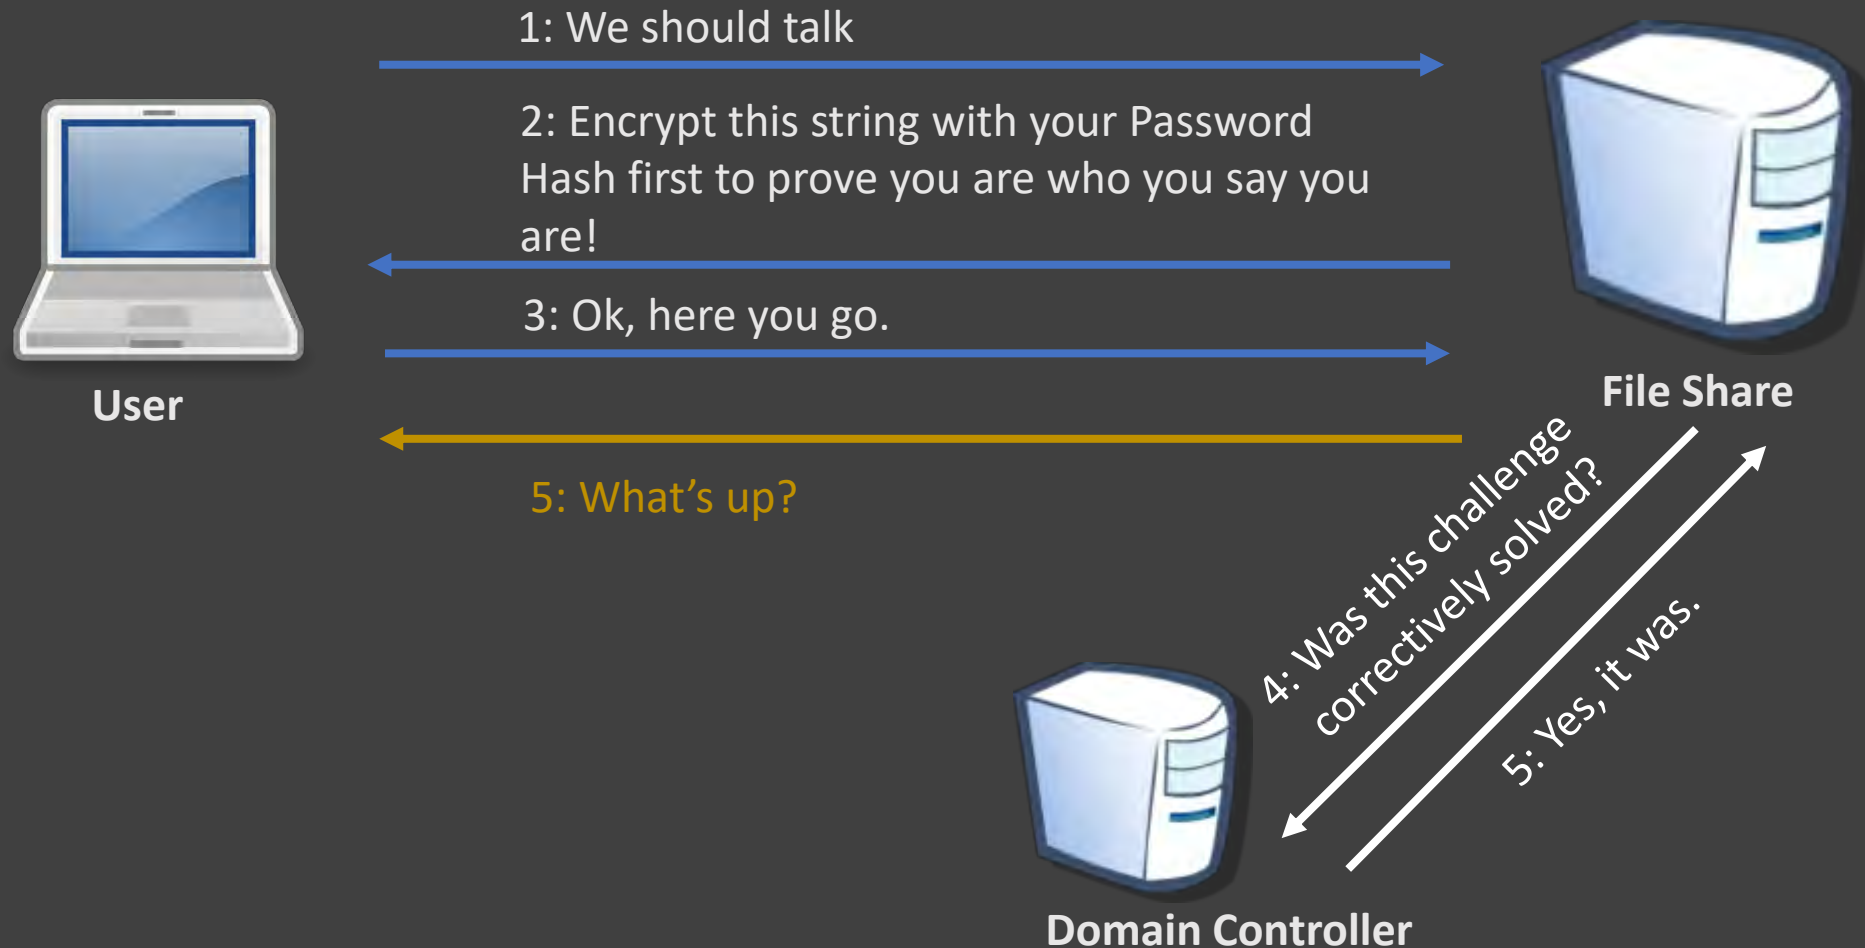 1: We should talk
2: Encrypt this string with your Password
Hash first to prove you are who you say you
are!
3: Ok, here you go.
User
File Share
5: What’s up?
4: Was this challenge
correctively solved?
5: Yes, it was.
Domain Controller